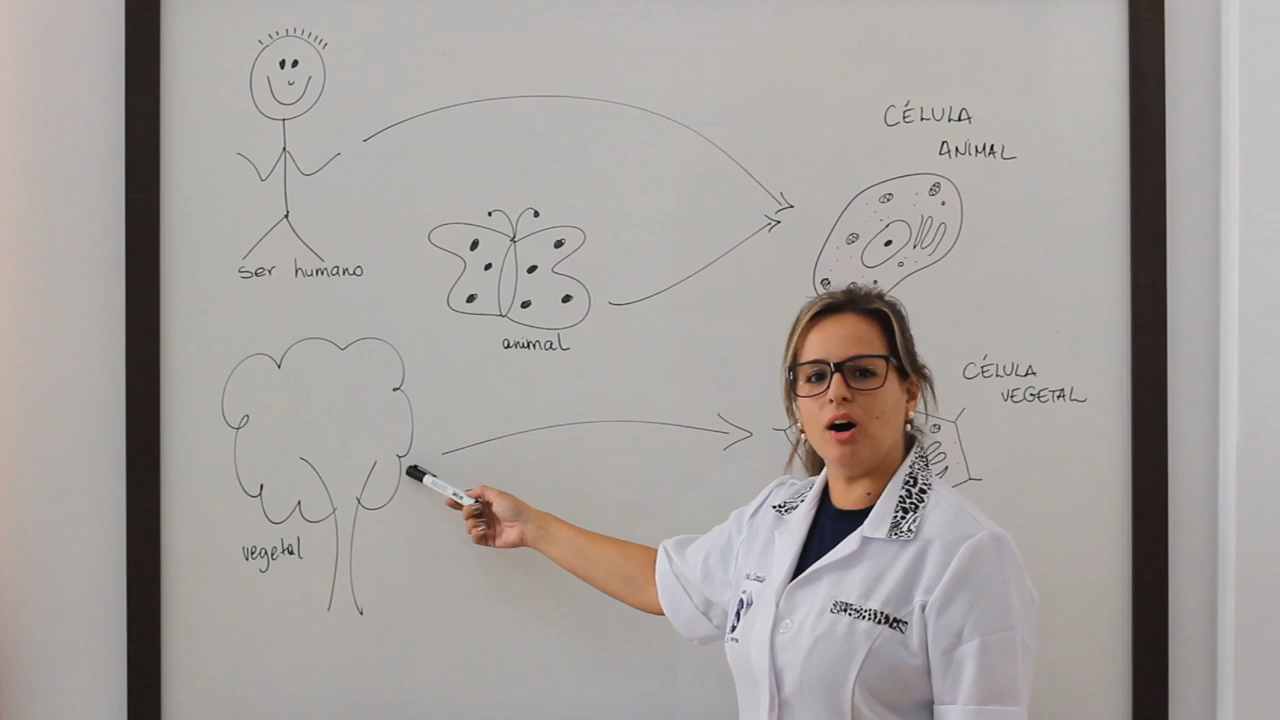 CÉLULA
ANIMAL
ser humano
animal
CÉLULA
VEGETAL
vegetal